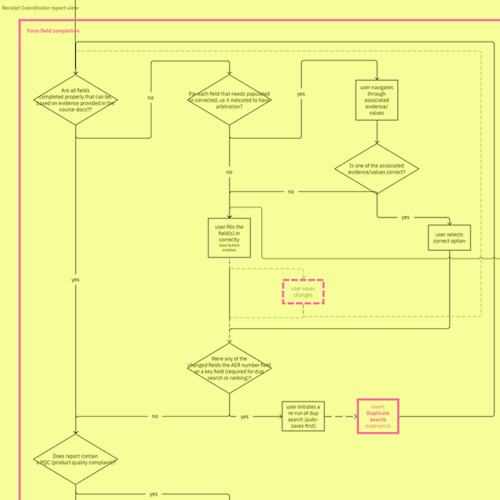 Receipt Coordinator report view
Form field completion
Are all fields
completed properly that can be,
based on evidence provided in the
source docs??
no
For each field that needs populated
or corrected, us it indicated to have
arbitration?
yes
user navigates
through
associated
evidence/
values
Is one of the associated
evidence/values correct?
no
no
yes
user fills the
field(s) in
correctly
Save button
enables
user selects
correct option
yes
user saves
changes
Were any of the
changed fields the AER number field
or a key field (required for dup
search or ranking)?
no
yes
user initiates a
re-run of dup
search (auto-
saves first)
insert
Duplicate
search
experience
Does report contain
a PQC (product quality complaint)?
yes